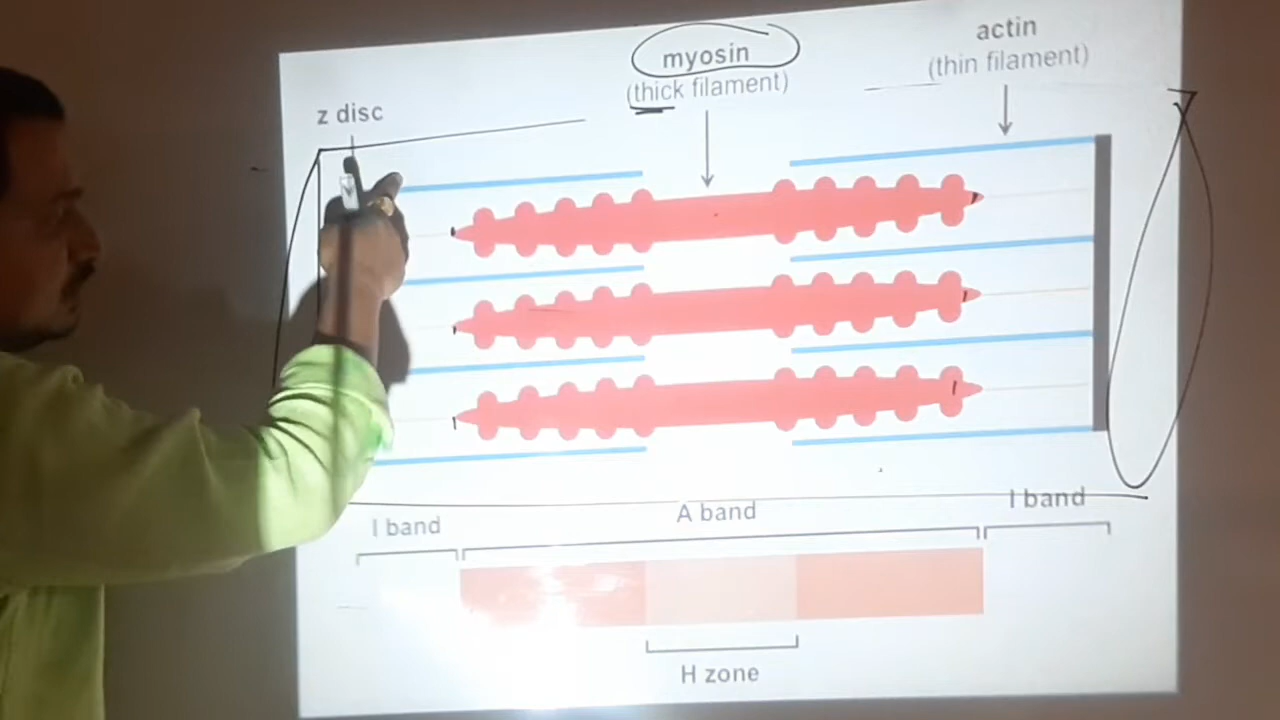 z disc
myosin
(thick filament)
actin
(thin filament)
I band
A band
I band
H zone